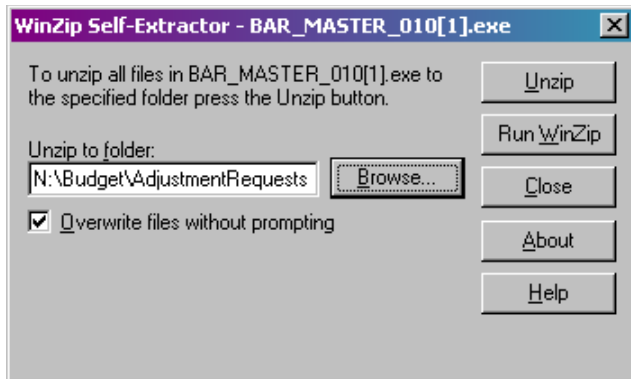 WinZip Self-Extractor - BAR_MASTER_010[1].exe
To unzip all files in BAR_MASTER_010[1].exe to
the specified folder press the Unzip button.
Unzip to folder:
N:\Budget\AdjustmentRequests
Browse...
Overwrite files without prompting
Unzip
Run WinZip
Close
About
Help